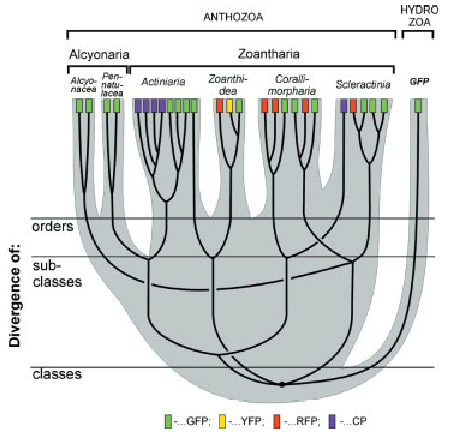 ANTHOZOA
HYDRO
ZOA
Alcyonaria
Zoantharia
Alcyo-
nacea
Pen-
natu-
lacea
Actiniaria
Zoanthi-
dea
Coralli-
morpharia
Scleractinia
GFP
Divergence of:
orders
sub-
classes
classes
-...GFP; -...YFP; -...RFP; -...CP